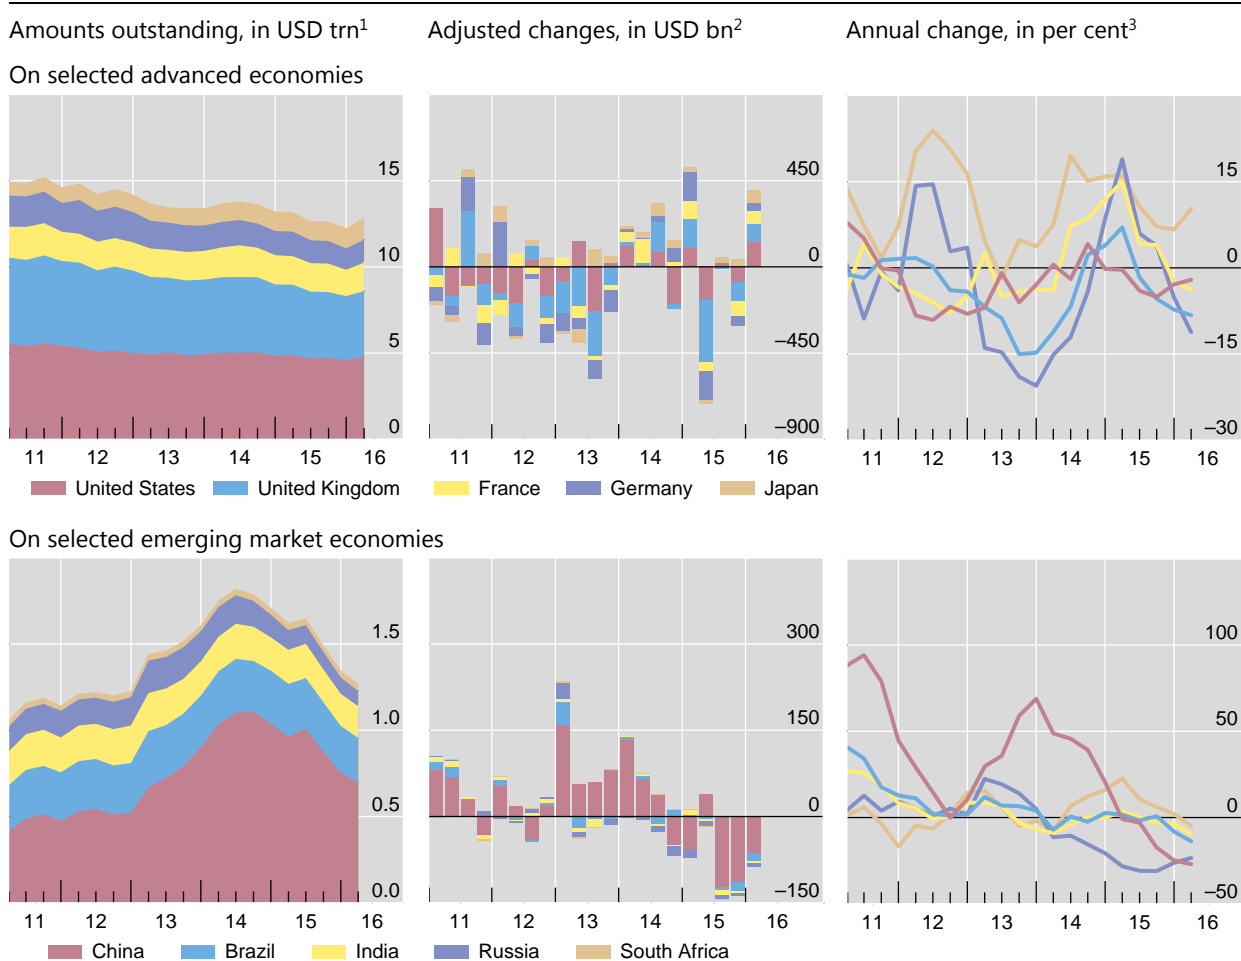 Amounts outstanding, in USD trn1
Adjusted changes, in USD bn2
Annual change, in per cent3
On selected advanced economies
15
10
5
0
11 12 13 14 15 16
450
0
–450
–900
11 12 13 14 15 16
15
0
–15
–30
11 12 13 14 15 16
United States United Kingdom France Germany Japan
On selected emerging market economies
1.5
1.0
0.5
0.0
11 12 13 14 15 16
300
150
0
–150
11 12 13 14 15 16
100
50
0
–50
11 12 13 14 15 16
China Brazil India Russia South Africa